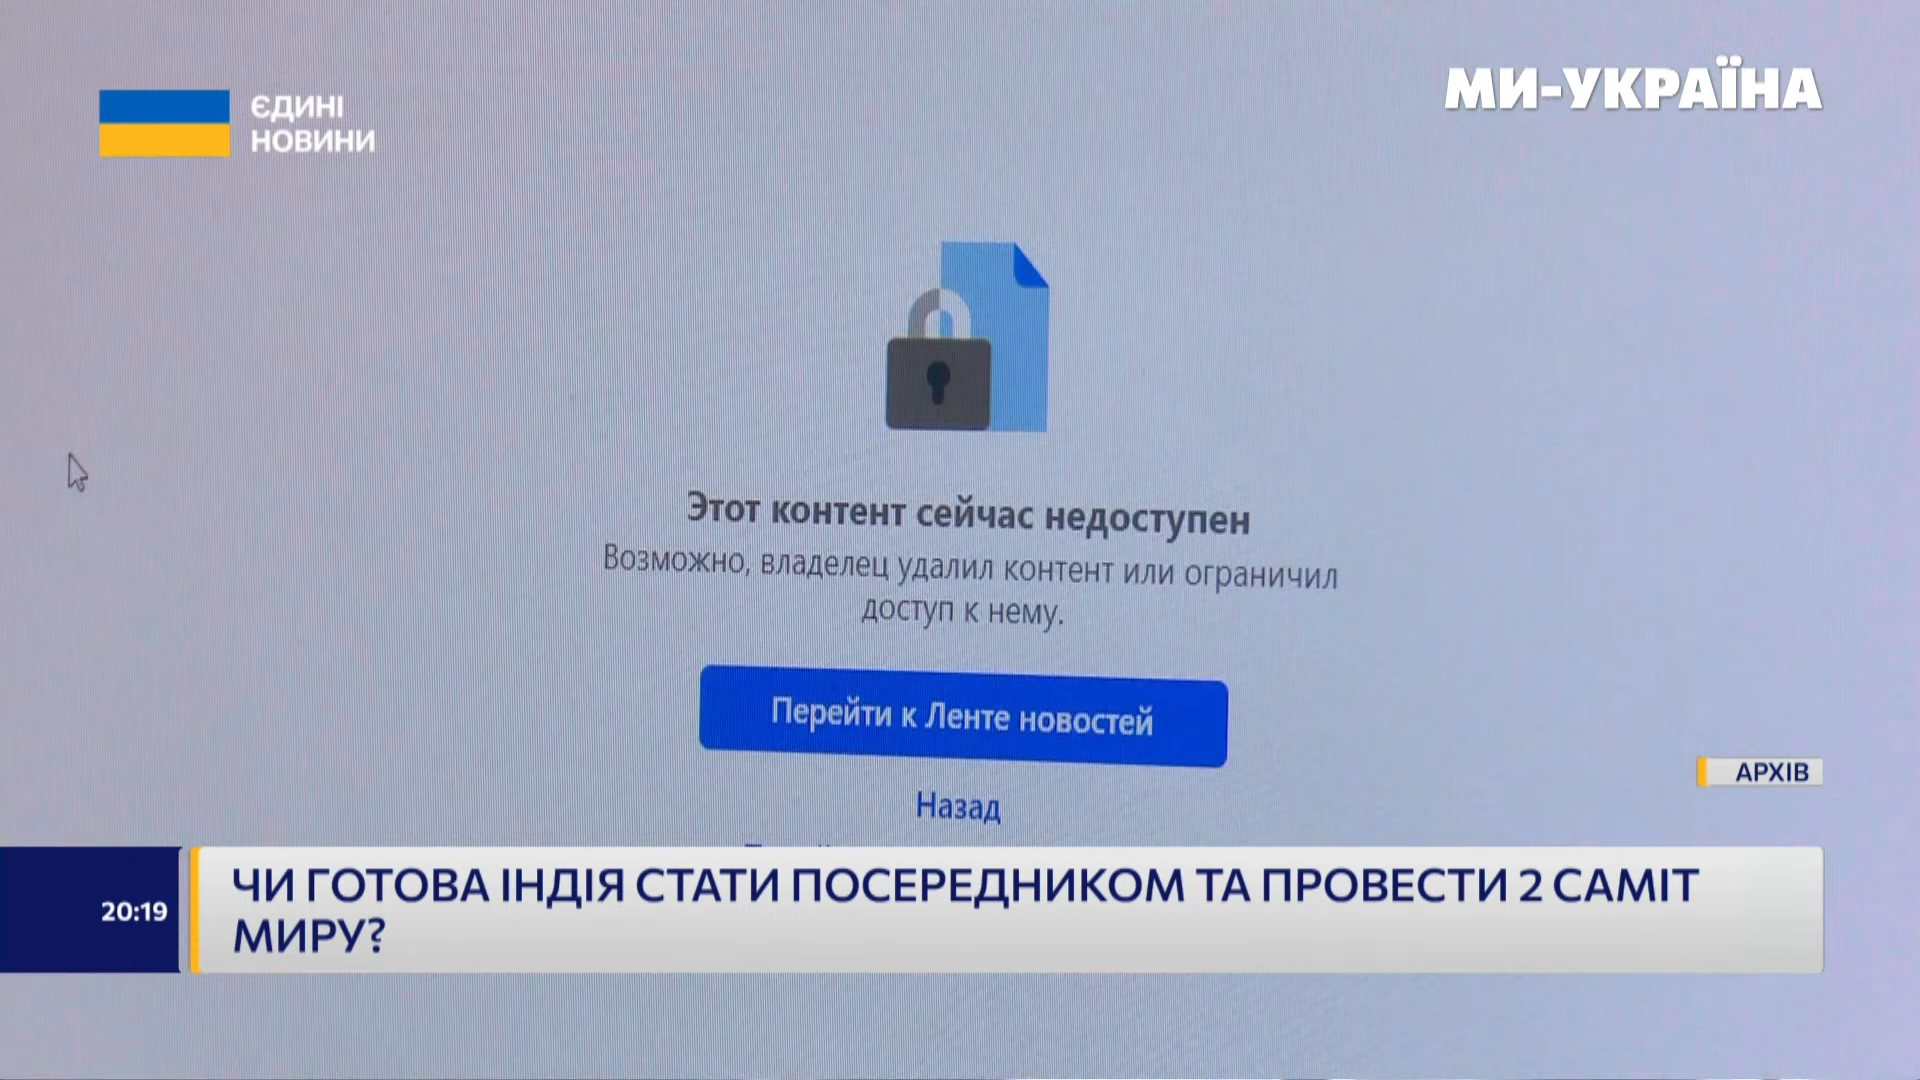 ЄДИНІ
НОВИНИ
МИ-УКРАЇНА
Этот контент сейчас недоступен
Возможно, владелец удалил контент или ограничил
доступ к нему.
Перейти к Ленте новостей
Назад
АРХІВ
20:19
ЧИ ГОТОВА ІНДІЯ СТАТИ ПОСЕРЕДНИКОМ ТА ПРОВЕСТИ 2 САМІТ
МИРУ?